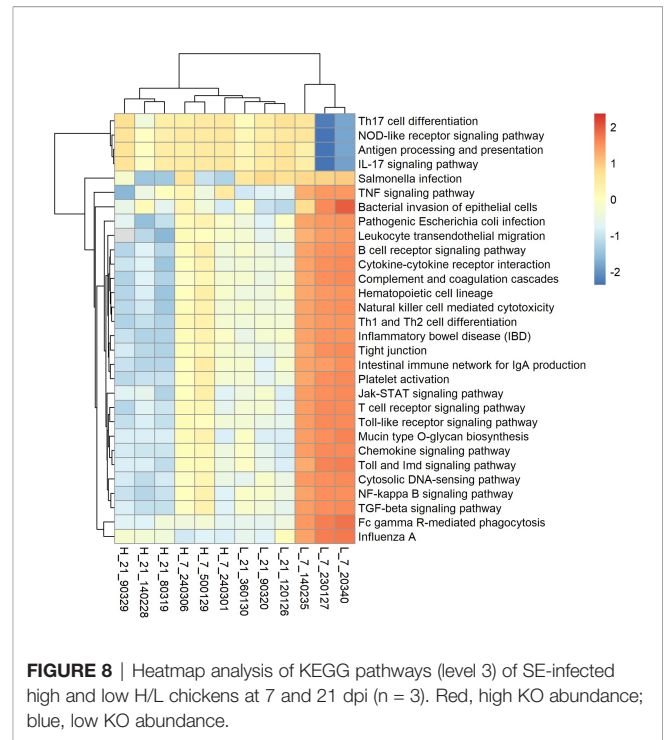 Th17 cell differentiation
NOD-like receptor signaling pathway
Antigen processing and presentation
IL-17 signaling pathway
Salmonella infection
TNF signaling pathway
Bacterial invasion of epithelial cells
Pathogenic Escherichia coli infection
Leukocyte transendothelial migration
B cell receptor signaling pathway
Cytokine-cytokine receptor interaction
Complement and coagulation cascades
Hematopoietic cell lineage
Natural killer cell mediated cytotoxicity
Th1 and Th2 cell differentiation
Inflammatory bowel disease (IBD)
Tight junction
Intestinal immune network for IgA production
Platelet activation
Jak-STAT signaling pathway
T cell receptor signaling pathway
Toll-like receptor signaling pathway
Mucin type O-glycan biosynthesis
Chemokine signaling pathway
Toll and Imd signaling pathway
Cytosolic DNA-sensing pathway
NF-kappa B signaling pathway
TGF-beta signaling pathway
Fc gamma R-mediated phagocytosis
Influenza A
2
1
0
-1
-2
H_21_90329
H_21_140228
H_21_80319
H_7_240306
H_7_500129
H_7_240301
L_21_360130
L_21_90320
L_21_120126
L_7_140235
L_7_230127
L_7_20340
FIGURE 8 | Heatmap analysis of KEGG pathways (level 3) of SE-infected
high and low H/L chickens at 7 and 21 dpi (n = 3). Red, high KO abundance;
blue, low KO abundance.